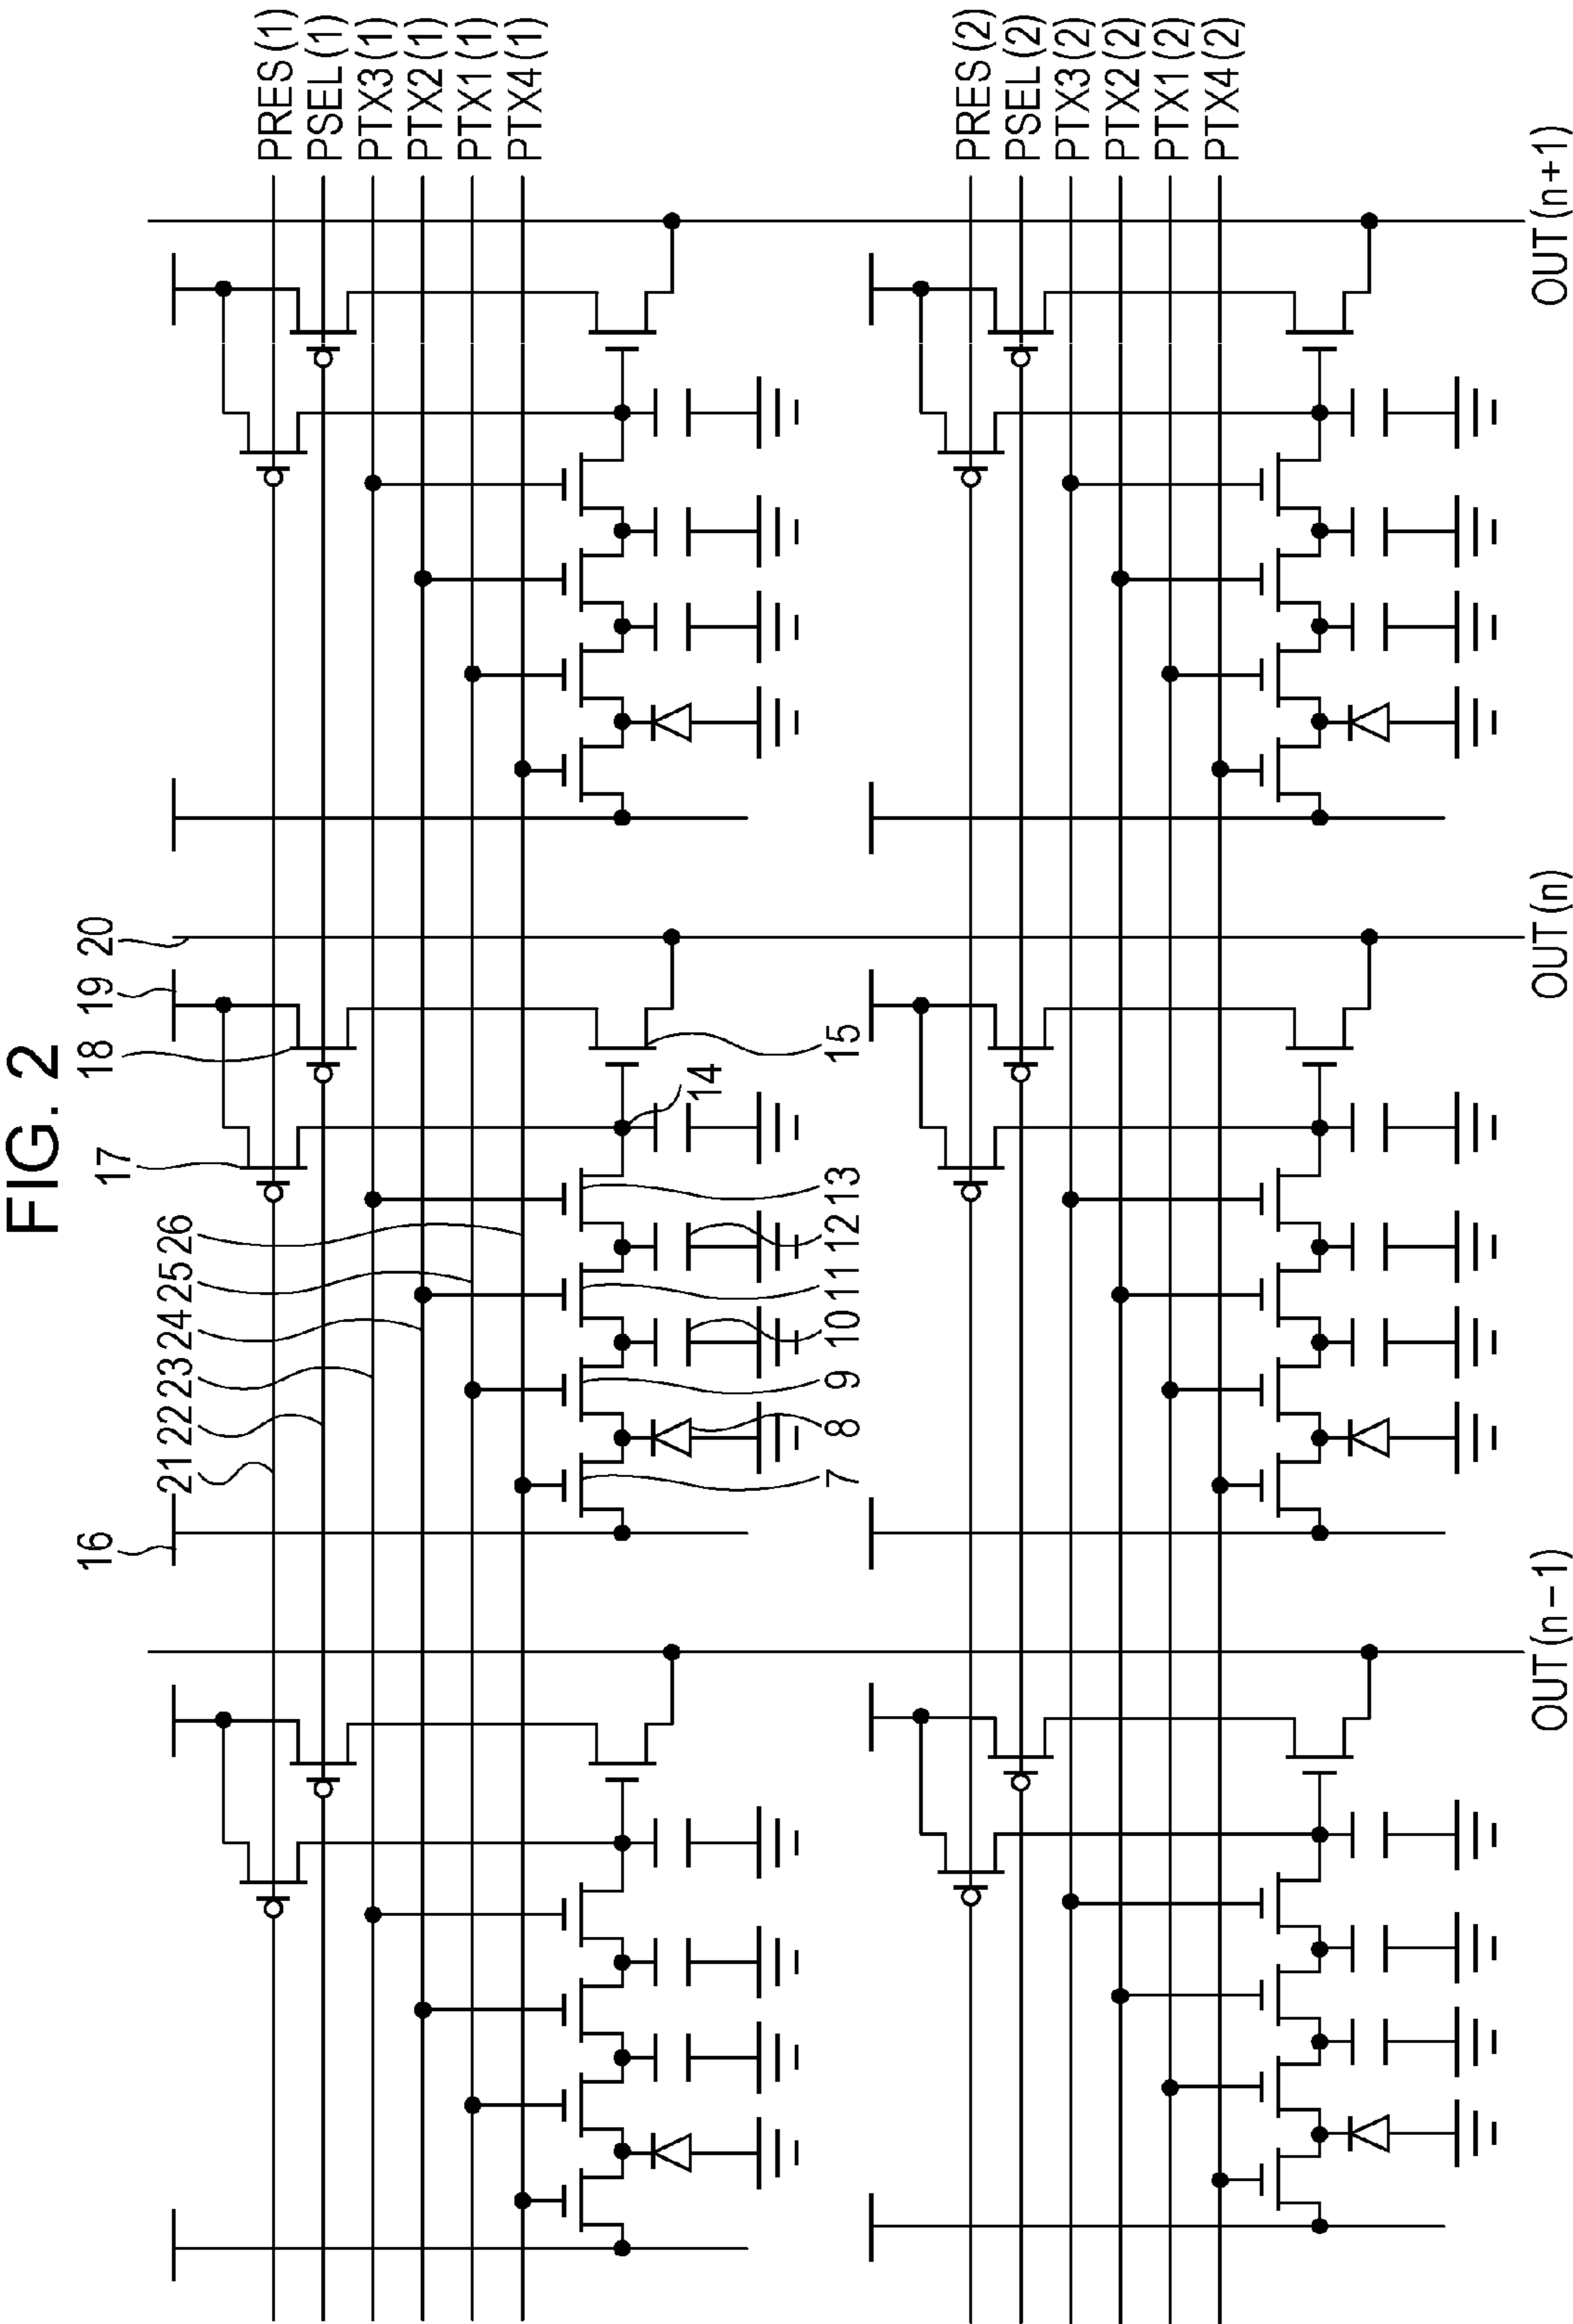 FIG. 2
16
17
18
19
20
21
22
23
24
25
26
PRES(1)
PSEL(1)
PTX3(1)
PTX2(1)
PTX1(1)
PTX4(1)
7
8
9
10
11
12
13
14
15
PRES(2)
PSEL(2)
PTX3(2)
PTX2(2)
PTX1(2)
PTX4(2)
OUT(n−1)
OUT(n)
OUT(n+1)